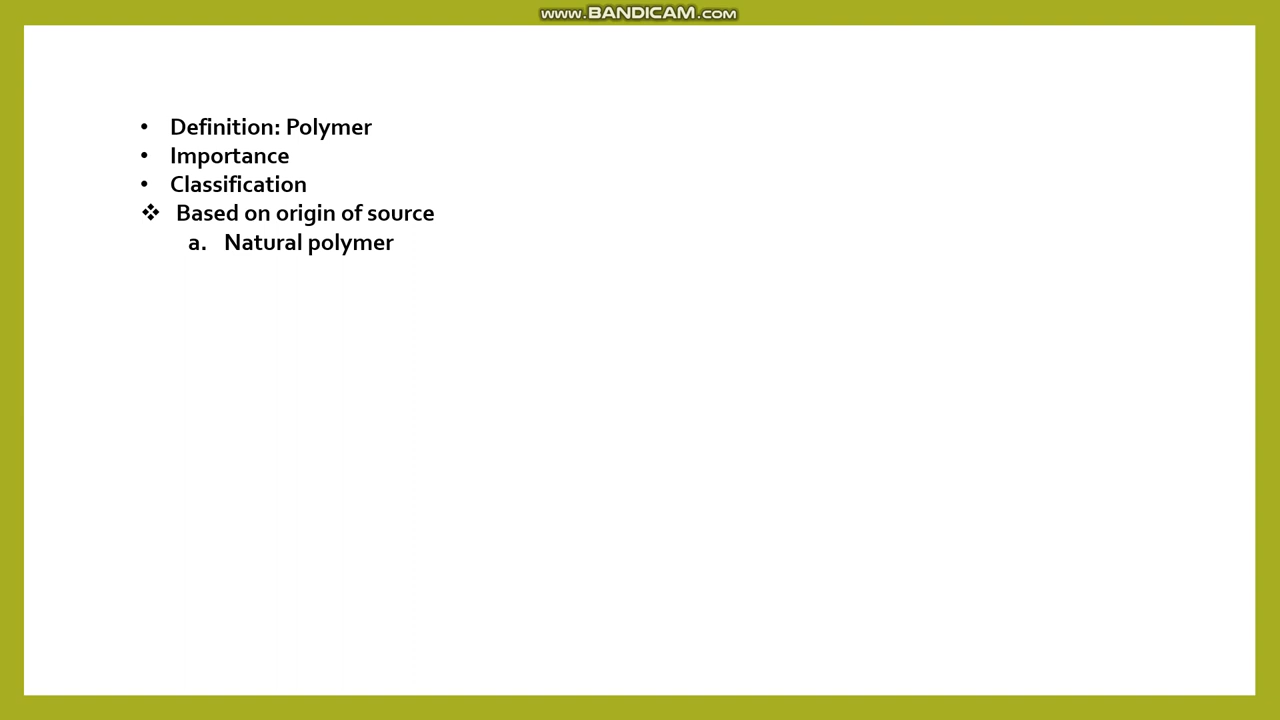 www.BANDICAM.com
• Definition: Polymer
• Importance
• Classification
❖ Based on origin of source
a. Natural polymer